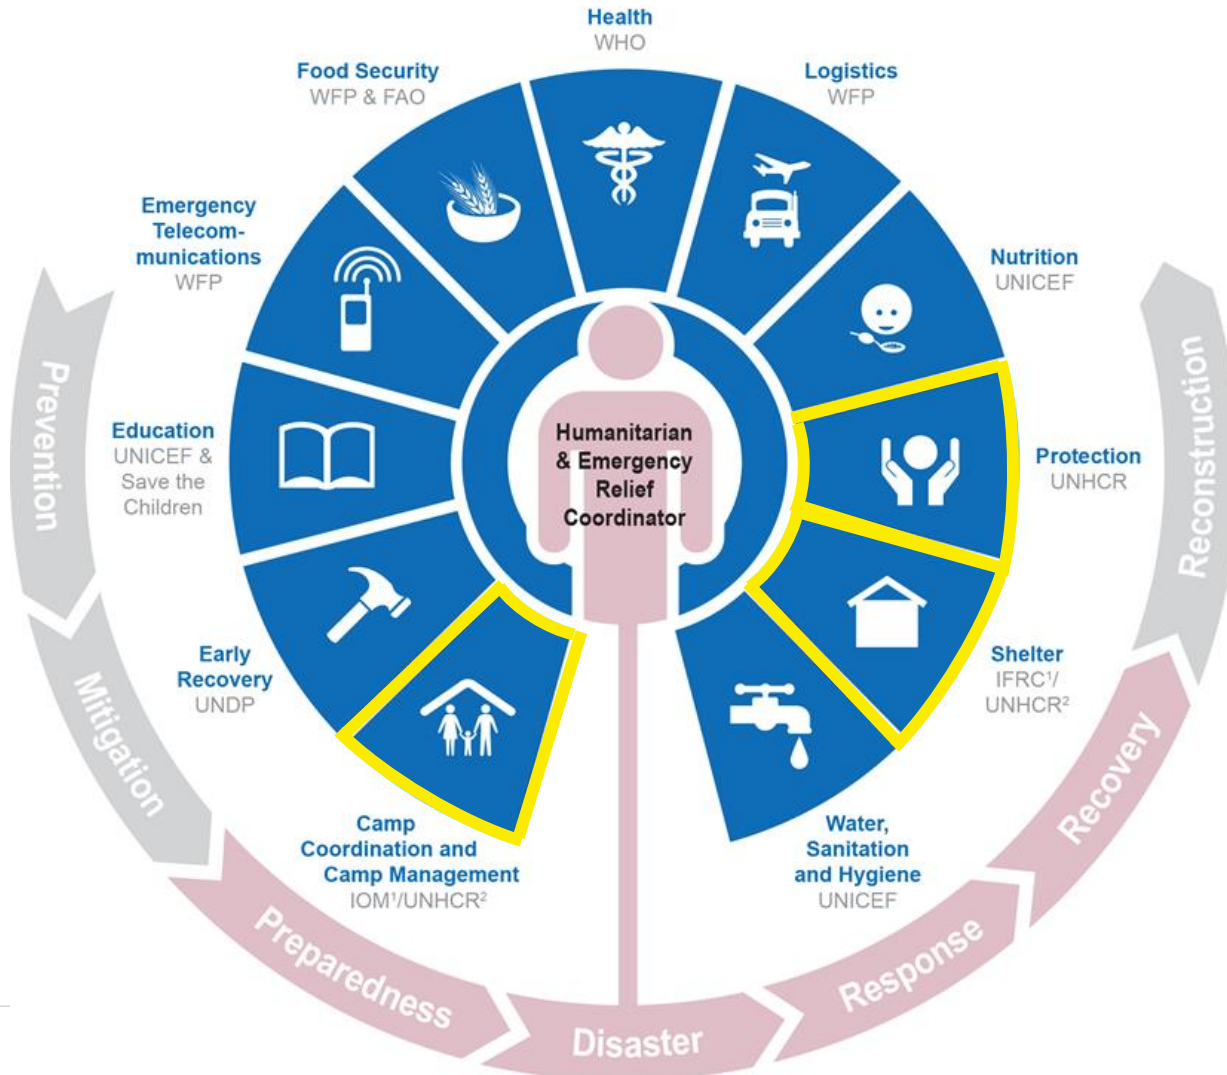 Health
WHO
Logistics
WFP
Nutrition
UNICEF
Protection
UNHCR
Shelter
IFRC¹/
UNHCR²
Water,
Sanitation
and Hygiene
UNICEF
Camp
Coordination and
Camp Management
IOM¹/UNHCR²
Early
Recovery
UNDP
Education
UNICEF &
Save the
Children
Emergency
Telecom-
munications
WFP
Food Security
WFP & FAO
Humanitarian
& Emergency
Relief
Coordinator
Prevention
Mitigation
Preparedness
Disaster
Response
Recovery
Reconstruction